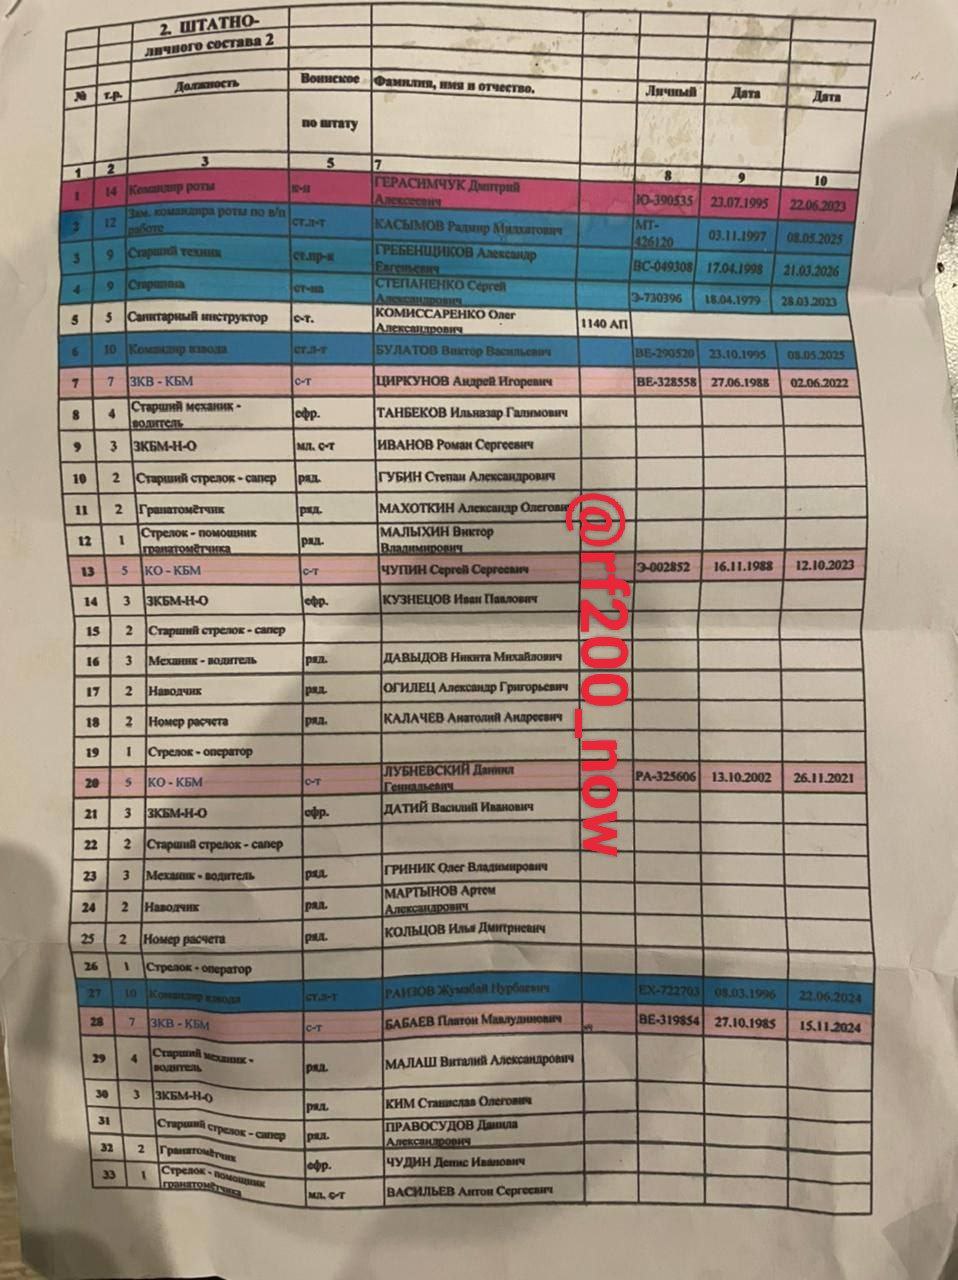 2. ШТАТНО-
личного состава 2
№ т.р. Должность Воинское Фамилия, имя и отчество. Личный Дата Дата
по штату
1 2 3 5 7 8 9 10
1 14 Командир роты к-н ГЕРАСИМЧУК Дмитрий Алексеевич Ю-390535 23.07.1995 22.06.2023
2 12 Зам. командира роты по в/п работе ст.л-т КАСЫМОВ Радмир Милхатович МТ-426120 03.11.1997 08.05.2025
3 9 Старший техник ст.пр-к ГРЕБЕНЩИКОВ Александр Евгеньевич ВС-049308 17.04.1998 21.03.2026
4 9 Старшина ст-на СТЕПАНЕНКО Сергей Александрович Э-730396 18.04.1979 28.03.2023
5 5 Санитарный инструктор с-т. КОМИССАРЕНКО Олег Александрович 1140 АП
6 10 Командир взвода ст.л-т БУЛАТОВ Виктор Васильевич ВЕ-290520 23.10.1995 08.05.2025
7 7 ЗКВ - КБМ с-т ЦИРКУНОВ Андрей Игоревич ВЕ-328558 27.06.1988 02.06.2022
8 4 Старший механик - водитель ефр. ТАНБЕКОВ Ильназар Галимович
9 3 ЗКБМ-Н-О мл. с-т ИВАНОВ Роман Сергеевич
10 2 Старший стрелок - сапер ряд. ГУБИН Степан Александрович
11 2 Гранатомётчик ряд. МАХОТКИН Александр Олегович
12 1 Стрелок - помощник гранатомётчика ряд. МАЛЫХИН Виктор Владимирович
13 5 КО - КБМ с-т ЧУПИН Сергей Сергеевич Э-002852 16.11.1988 12.10.2023
14 3 ЗКБМ-Н-О ефр. КУЗНЕЦОВ Иван Павлович
15 2 Старший стрелок - сапер
16 3 Механик - водитель ряд. ДАВЫДОВ Никита Михайлович
17 2 Наводчик ряд. ОГИЛЕЦ Александр Григорьевич
18 2 Номер расчета ряд. КАЛАЧЕВ Анатолий Андреевич
19 1 Стрелок - оператор
20 5 КО - КБМ с-т ЛУБНЕВСКИЙ Даниил Геннадьевич РА-325606 13.10.2002 26.11.2021
21 3 ЗКБМ-Н-О ефр. ДАТИЙ Василий Иванович
22 2 Старший стрелок - сапер
23 3 Механик - водитель ряд. ГРИНИК Олег Владимирович
24 2 Наводчик ряд. МАРТЫНОВ Артем Александрович
25 2 Номер расчета ряд. КОЛЬЦОВ Илья Дмитриевич
26 1 Стрелок - оператор
27 10 Командир взвода ст.л-т РАИЗОВ Жумабай Нурбаевич ЕХ-722703 08.03.1996 22.06.2024
28 7 ЗКВ - КБМ с-т БАБАЕВ Платон Мавлудинович ВЕ-319854 27.10.1985 15.11.2024
29 4 Старший механик - водитель ряд. МАЛАШ Виталий Александрович
30 3 ЗКБМ-Н-О ряд. КИМ Станислав Олегович
31 Старший стрелок - сапер ряд. ПРАВОСУДОВ Данила Александрович
32 2 Гранатомётчик ефр. ЧУДИН Денис Иванович
33 1 Стрелок - помощник гранатомётчика мл. с-т ВАСИЛЬЕВ Антон Сергеевич
@rf200_now